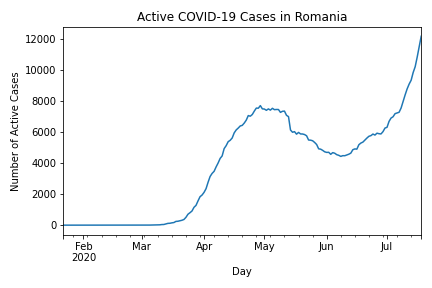 Active COVID-19 Cases in Romania
12000
10000
8000
6000
4000
2000
0
Number of Active Cases
Feb
2020
Mar
Apr
May
Jun
Jul
Day